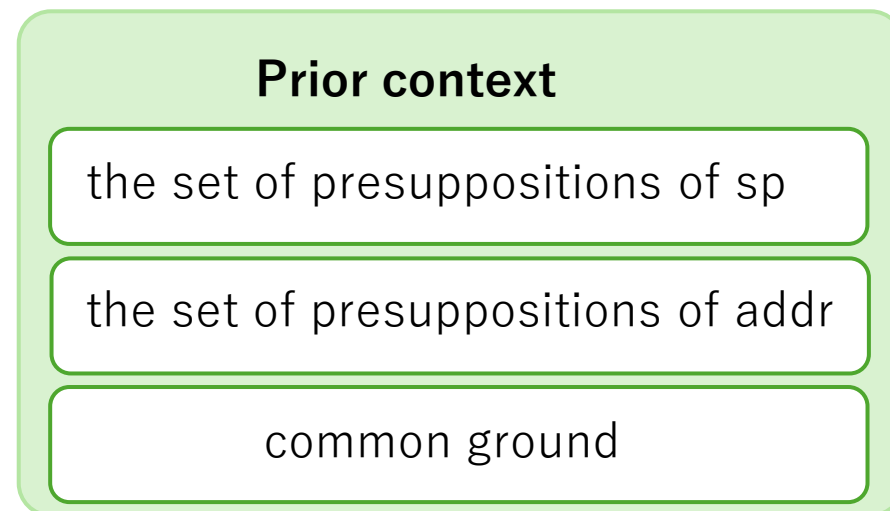 Prior context
the set of presuppositions of sp
the set of presuppositions of addr
common ground